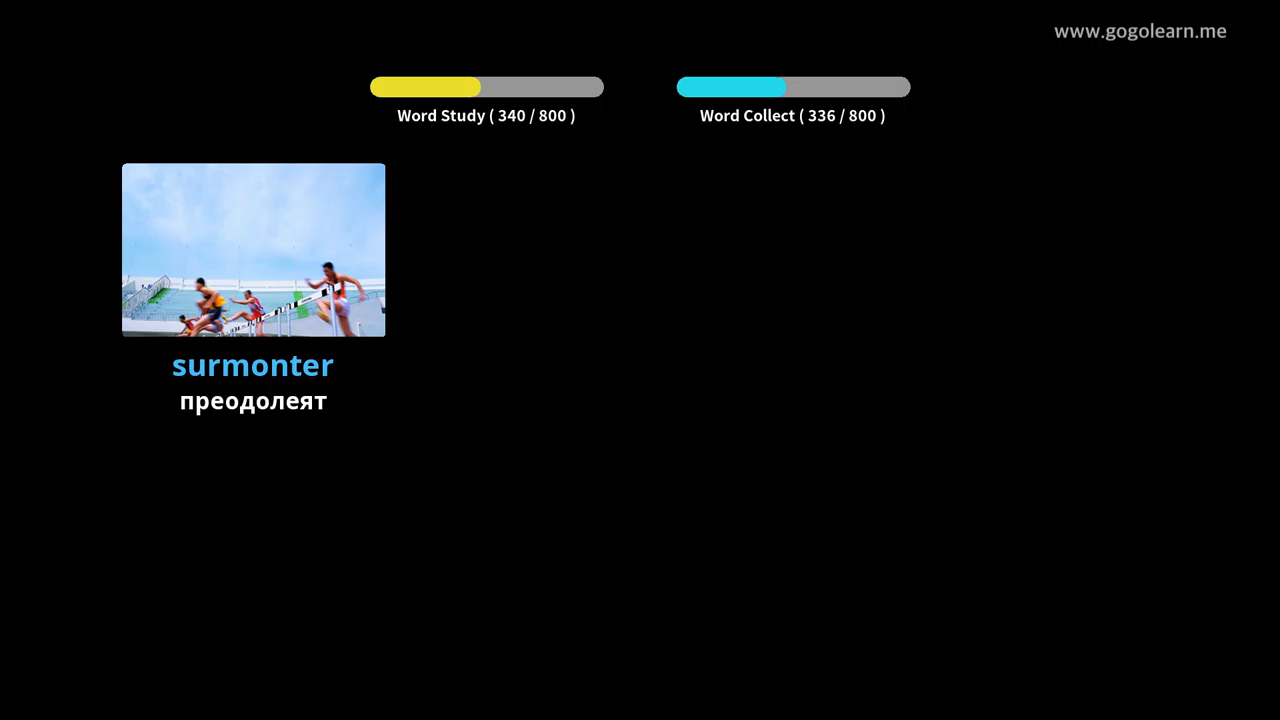 www.gogolearn.me
Word Study ( 340 / 800 )
Word Collect ( 336 / 800 )
surmonter
преодолеят